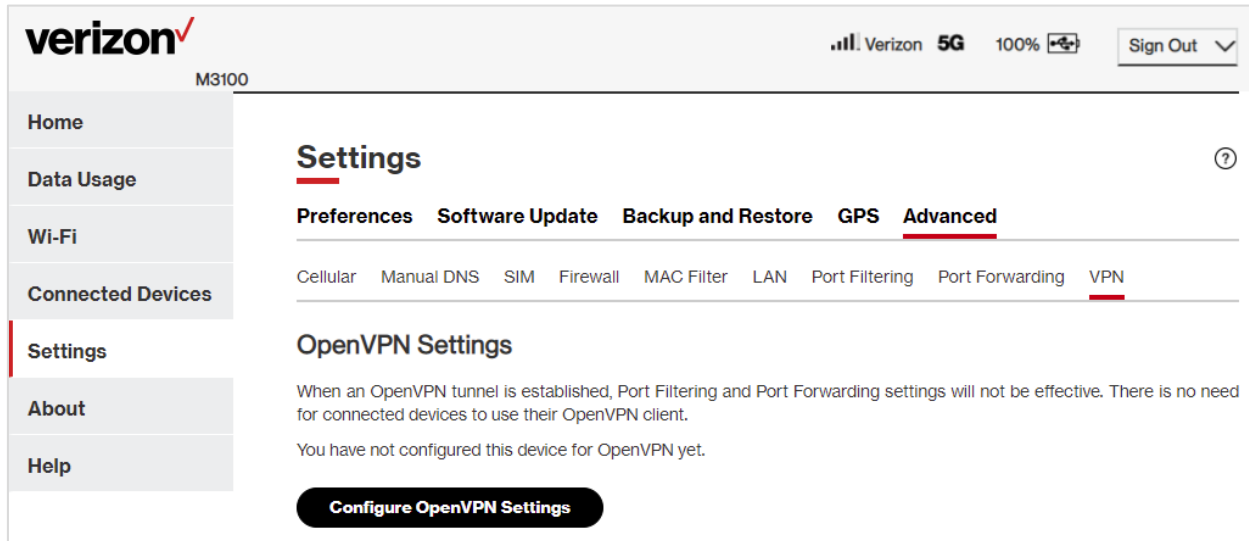 verizon
Verizon 5G 100% Sign Out
M3100
Home
Data Usage
Wi-Fi
Connected Devices
Settings
About
Help
Settings
?
Preferences Software Update Backup and Restore GPS Advanced
Cellular Manual DNS SIM Firewall MAC Filter LAN Port Filtering Port Forwarding VPN
OpenVPN Settings
When an OpenVPN tunnel is established, Port Filtering and Port Forwarding settings will not be effective. There is no need
for connected devices to use their OpenVPN client.
You have not configured this device for OpenVPN yet.
Configure OpenVPN Settings